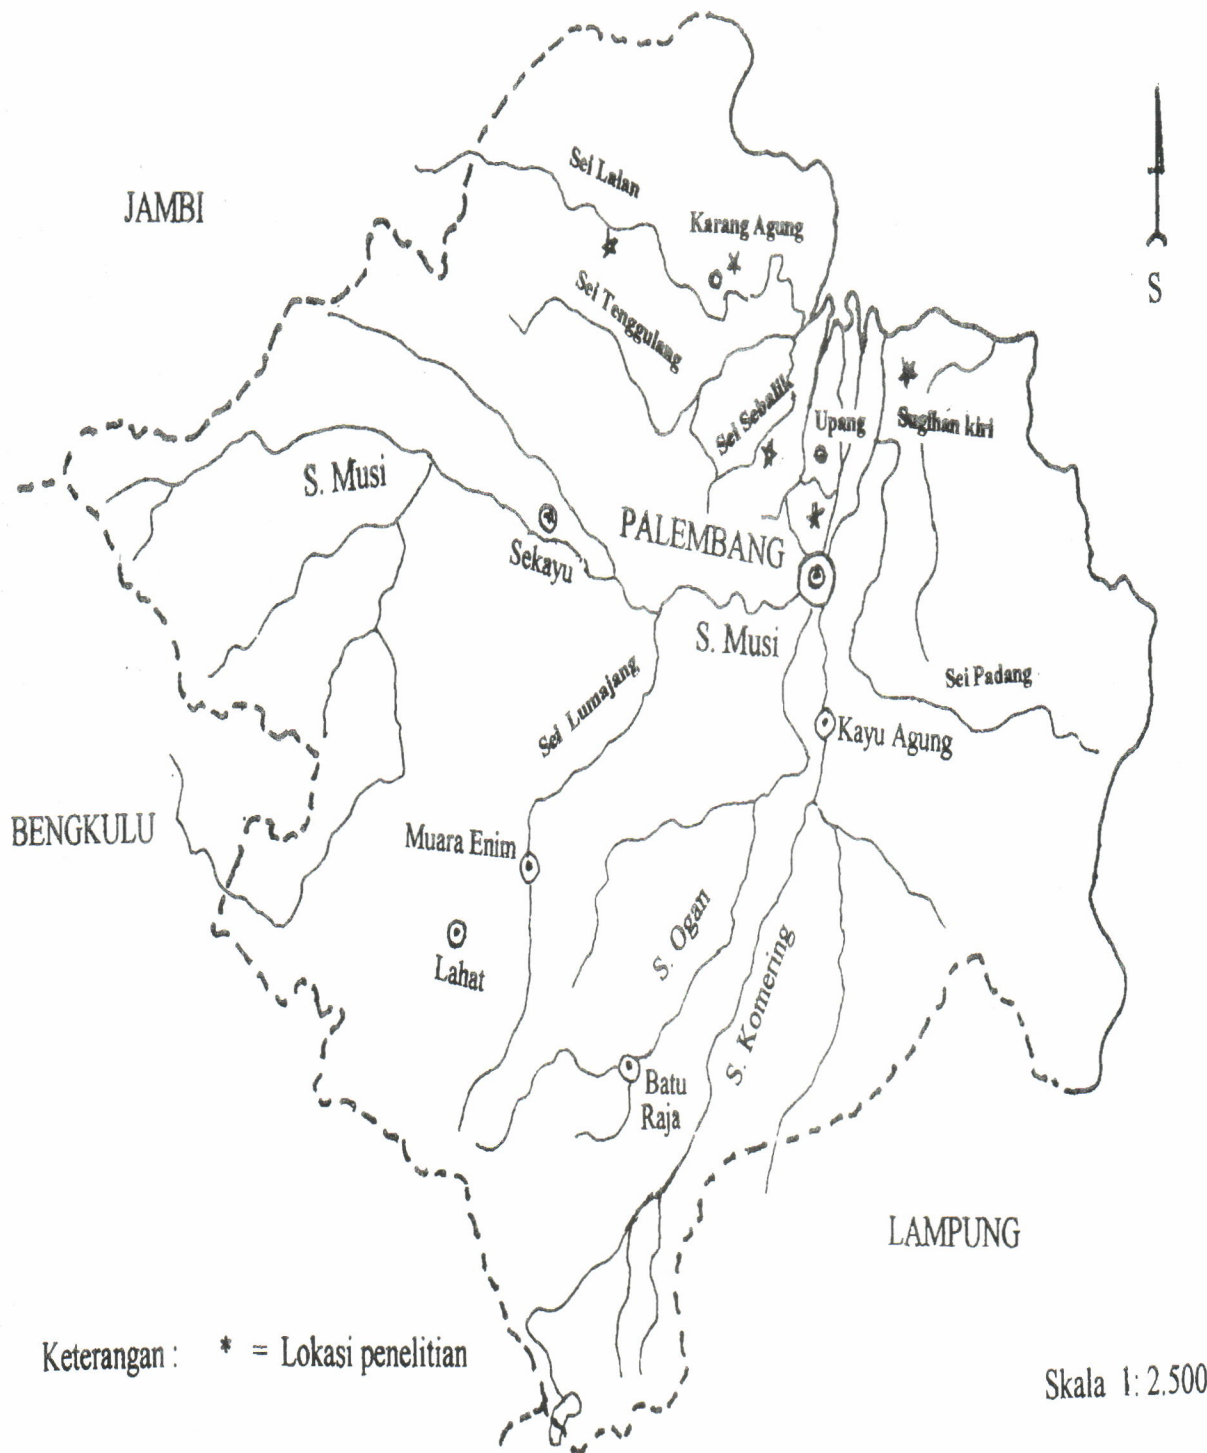 JAMBI
Sei Lalan
Karang Agung
S
Sei Tenggulang
Sei Sebalik
Upang
Sugihan kiri
S. Musi
PALEMBANG
Sekayu
S. Musi
Sei Padang
Sei Lumajang
Kayu Agung
BENGKULU
Muara Enim
S. Ogan
Lahat
S. Komering
Batu
Raja
LAMPUNG
Keterangan : * = Lokasi penelitian
Skala 1: 2.500